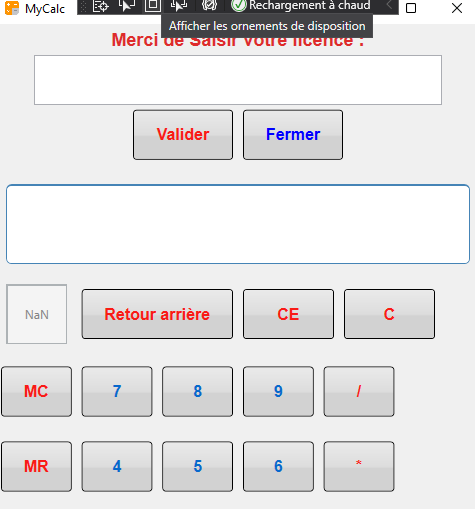 MyCalc
Rechargement à chaud
Afficher les ornements de disposition
Merci de Saisir votre licence :
Valider Fermer
NaN Retour arrière CE C
MC 7 8 9 /
MR 4 5 6 *